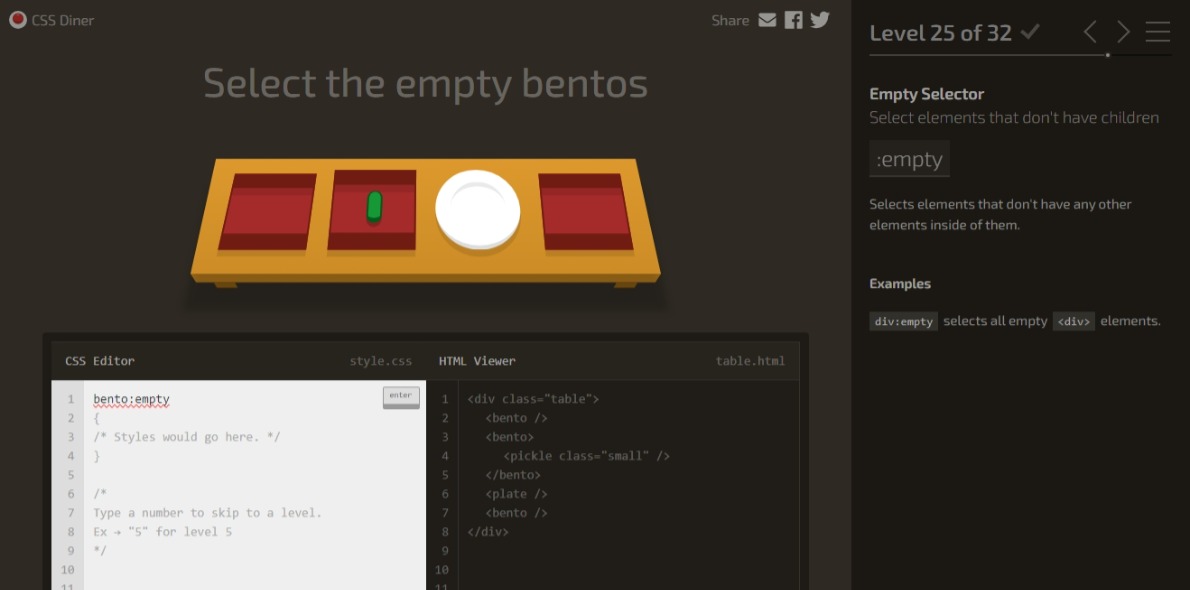 CSS Diner
Share
Select the empty bentos
CSS Editor style.css
1 bento:empty
enter
2 {
3 /* Styles would go here. */
4 }
5
6 /*
7 Type a number to skip to a level.
8 Ex → "5" for level 5
9 */
10
11
HTML Viewer table.html
1 <div class="table">
2 <bento />
3 <bento>
4 <pickle class="small" />
5 </bento>
6 <plate />
7 <bento />
8 </div>
9
10
11
Level 25 of 32
Empty Selector
Select elements that don't have children
:empty
Selects elements that don't have any other
elements inside of them.
Examples
div:empty selects all empty <div> elements.